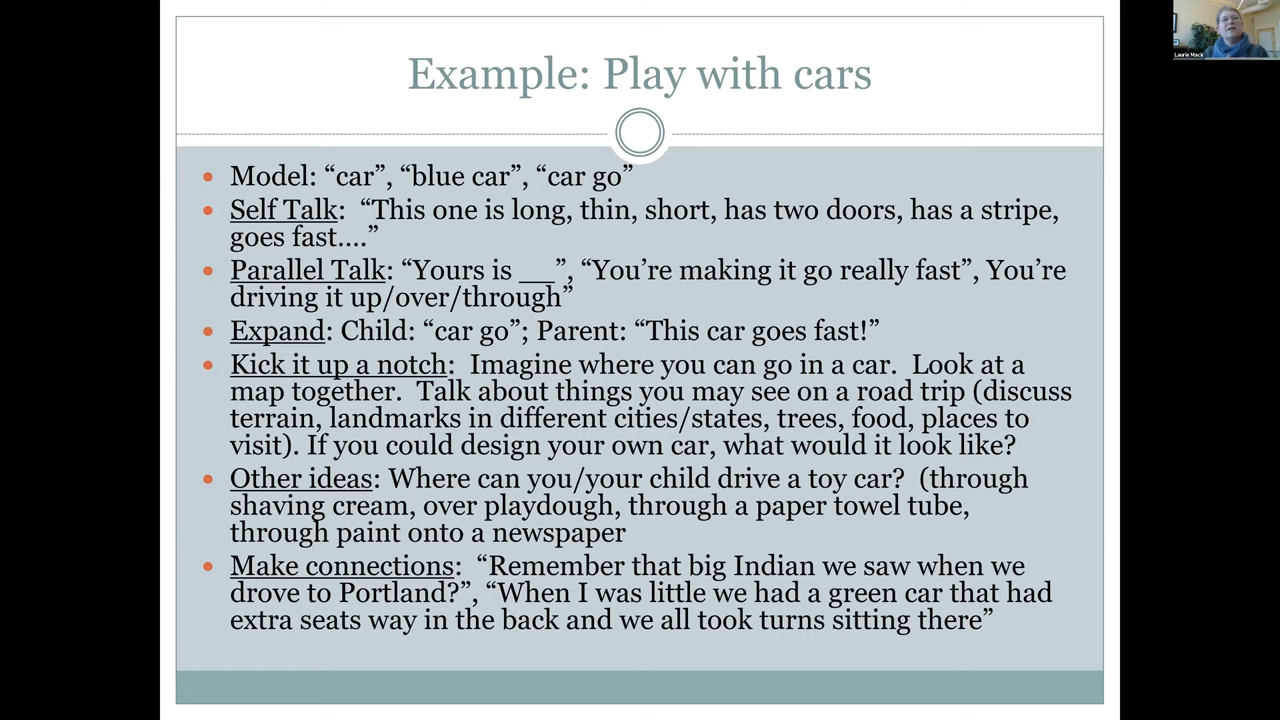 Example: Play with cars
Laurie Mack
• Model: “car”, “blue car”, “car go”
• Self Talk:  “This one is long, thin, short, has two doors, has a stripe,
goes fast….”
• Parallel Talk: “Yours is __”, “You’re making it go really fast”, You’re
driving it up/over/through”
• Expand: Child: “car go”; Parent: “This car goes fast!”
• Kick it up a notch:  Imagine where you can go in a car.  Look at a
map together.  Talk about things you may see on a road trip (discuss
terrain, landmarks in different cities/states, trees, food, places to
visit). If you could design your own car, what would it look like?
• Other ideas: Where can you/your child drive a toy car?  (through
shaving cream, over playdough, through a paper towel tube,
through paint onto a newspaper
• Make connections:  “Remember that big Indian we saw when we
drove to Portland?”, “When I was little we had a green car that had
extra seats way in the back and we all took turns sitting there”